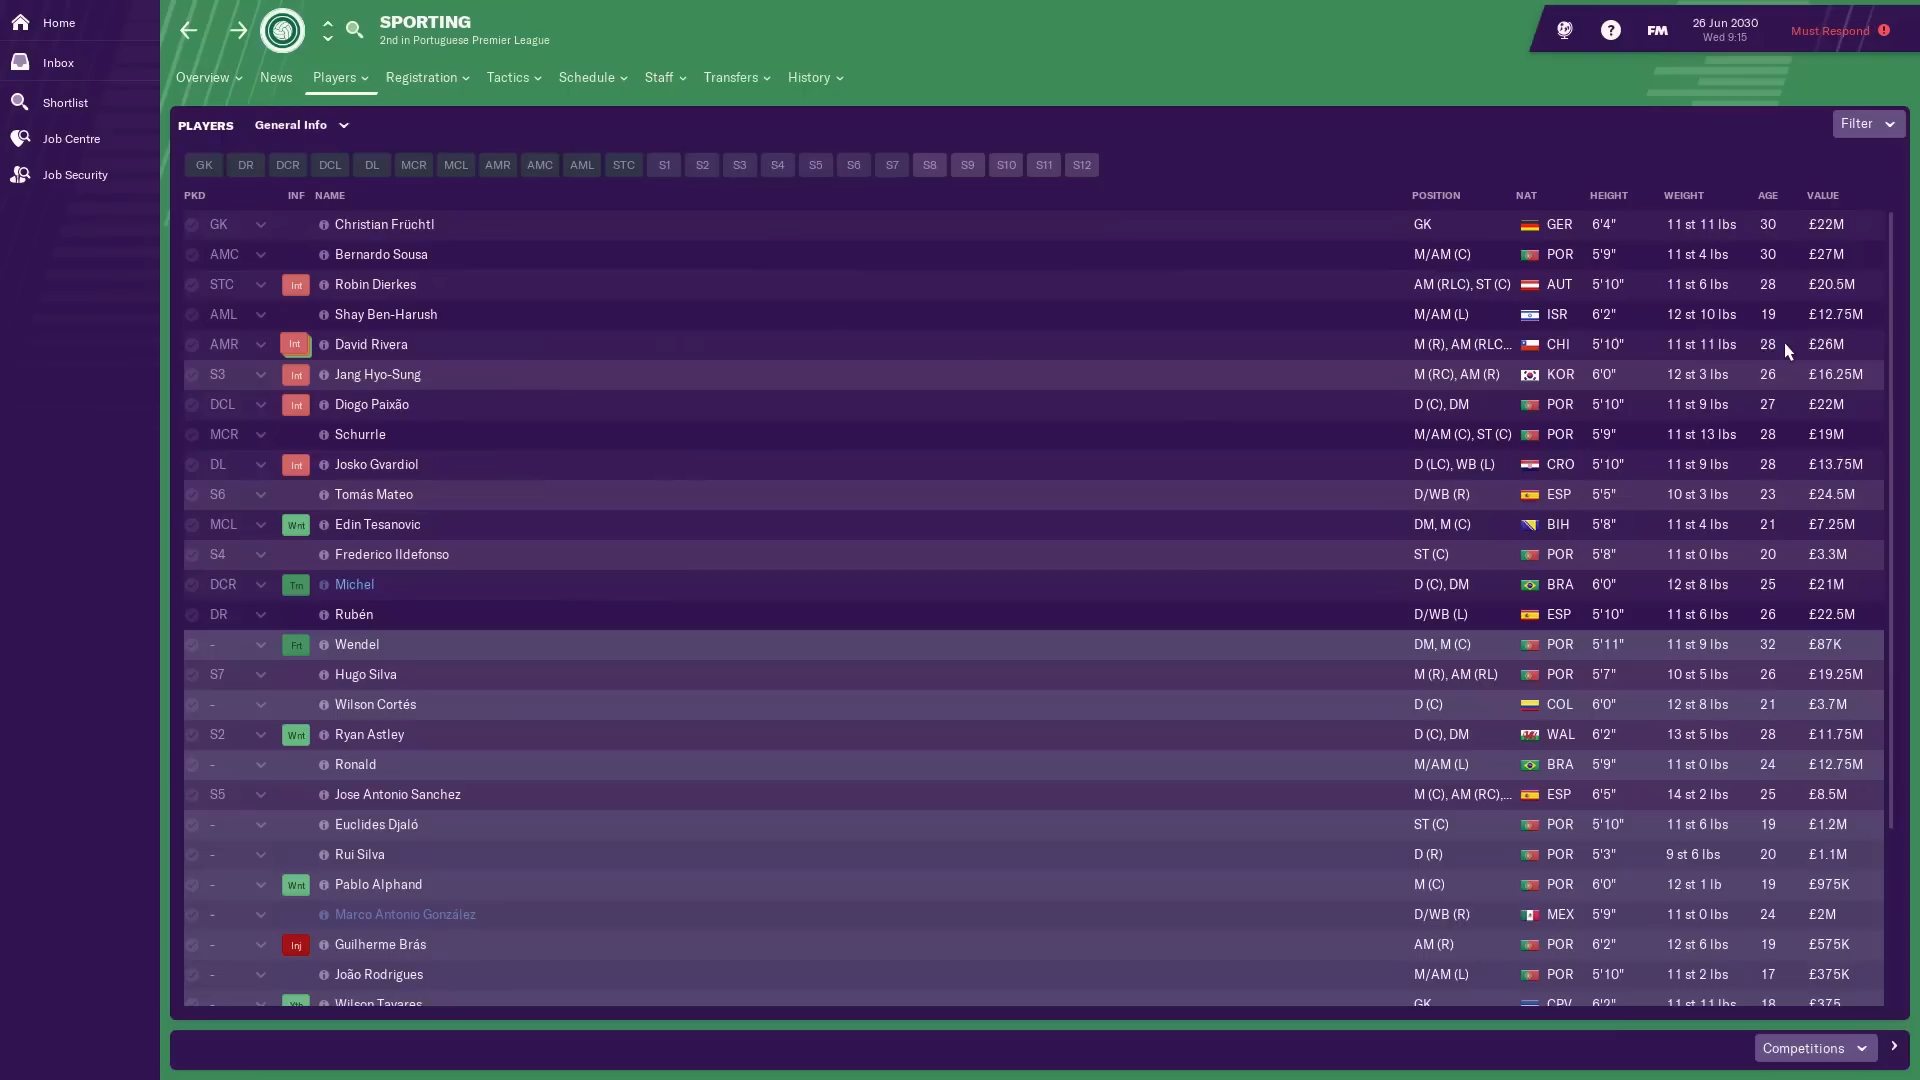 Home
Inbox
Shortlist
Job Centre
Job Security
SPORTING
2nd in Portuguese Premier League
FM
26 Jun 2030
Wed 9:15
Must Respond
Overview News Players Registration Tactics Schedule Staff Transfers History
PLAYERS General Info Filter
GK DR DCR DCL DL MCR MCL AMR AMC AML STC S1 S2 S3 S4 S5 S6 S7 S8 S9 S10 S11 S12
PKD INF NAME POSITION NAT HEIGHT WEIGHT AGE VALUE
GK Christian Früchtl GK GER 6'4" 11 st 11 lbs 30 £22M
AMC Bernardo Sousa M/AM (C) POR 5'9" 11 st 4 lbs 30 £27M
STC Int Robin Dierkes AM (RLC), ST (C) AUT 5'10" 11 st 6 lbs 28 £20.5M
AML Shay Ben-Harush M/AM (L) ISR 6'2" 12 st 10 lbs 19 £12.75M
AMR Int David Rivera M (R), AM (RLC... CHI 5'10" 11 st 11 lbs 28 £26M
S3 Int Jang Hyo-Sung M (RC), AM (R) KOR 6'0" 12 st 3 lbs 26 £16.25M
DCL Int Diogo Paixão D (C), DM POR 5'10" 11 st 9 lbs 27 £22M
MCR Schurrle M/AM (C), ST (C) POR 5'9" 11 st 13 lbs 28 £19M
DL Int Josko Gvardiol D (LC), WB (L) CRO 5'10" 11 st 9 lbs 28 £13.75M
S6 Tomás Mateo D/WB (R) ESP 5'5" 10 st 3 lbs 23 £24.5M
MCL Wnt Edin Tesanovic DM, M (C) BIH 5'8" 11 st 4 lbs 21 £7.25M
S4 Frederico Ildefonso ST (C) POR 5'8" 11 st 0 lbs 20 £3.3M
DCR Trn Michel D (C), DM BRA 6'0" 12 st 8 lbs 25 £21M
DR Rubén D/WB (L) ESP 5'10" 11 st 6 lbs 26 £22.5M
- Frt Wendel DM, M (C) POR 5'11" 11 st 9 lbs 32 £87K
S7 Hugo Silva M (R), AM (RL) POR 5'7" 10 st 5 lbs 26 £19.25M
- Wilson Cortés D (C) COL 6'0" 12 st 8 lbs 21 £3.7M
S2 Wnt Ryan Astley D (C), DM WAL 6'2" 13 st 5 lbs 28 £11.75M
- Ronald M/AM (L) BRA 5'9" 11 st 0 lbs 24 £12.75M
S5 Jose Antonio Sanchez M (C), AM (RC),... ESP 6'5" 14 st 2 lbs 25 £8.5M
- Euclides Djaló ST (C) POR 5'10" 11 st 6 lbs 19 £1.2M
- Rui Silva D (R) POR 5'3" 9 st 6 lbs 20 £1.1M
- Wnt Pablo Alphand M (C) POR 6'0" 12 st 1 lb 19 £975K
- Marco Antonio González D/WB (R) MEX 5'9" 11 st 0 lbs 24 £2M
- Inj Guilherme Brás AM (R) POR 6'2" 12 st 6 lbs 19 £575K
- João Rodrigues M/AM (L) POR 5'10" 11 st 2 lbs 17 £375K
- Yth Wilson Tavares GK CPV 6'2" 11 st 11 lbs 18 £375
Competitions